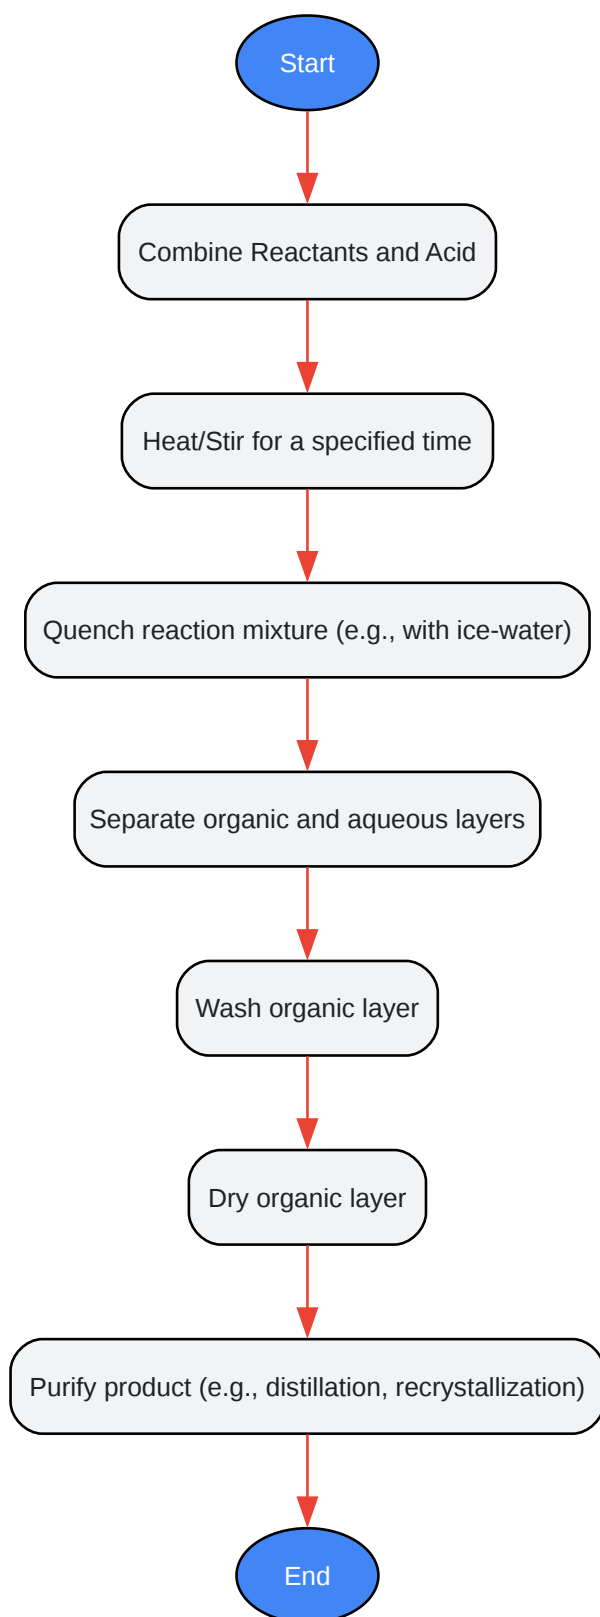 Start
Combine Reactants and Acid
Heat/Stir for a specified time
Quench reaction mixture (e.g., with ice-water)
Separate organic and aqueous layers
Wash organic layer
Dry organic layer
Purify product (e.g., distillation, recrystallization)
End